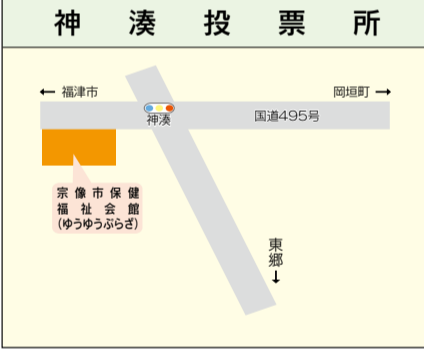 神湊投票所
← 福津市
岡垣町 →
神湊
国道495号
宗像市保健
福祉会館
(ゆうゆうぷらざ)
東郷
↓